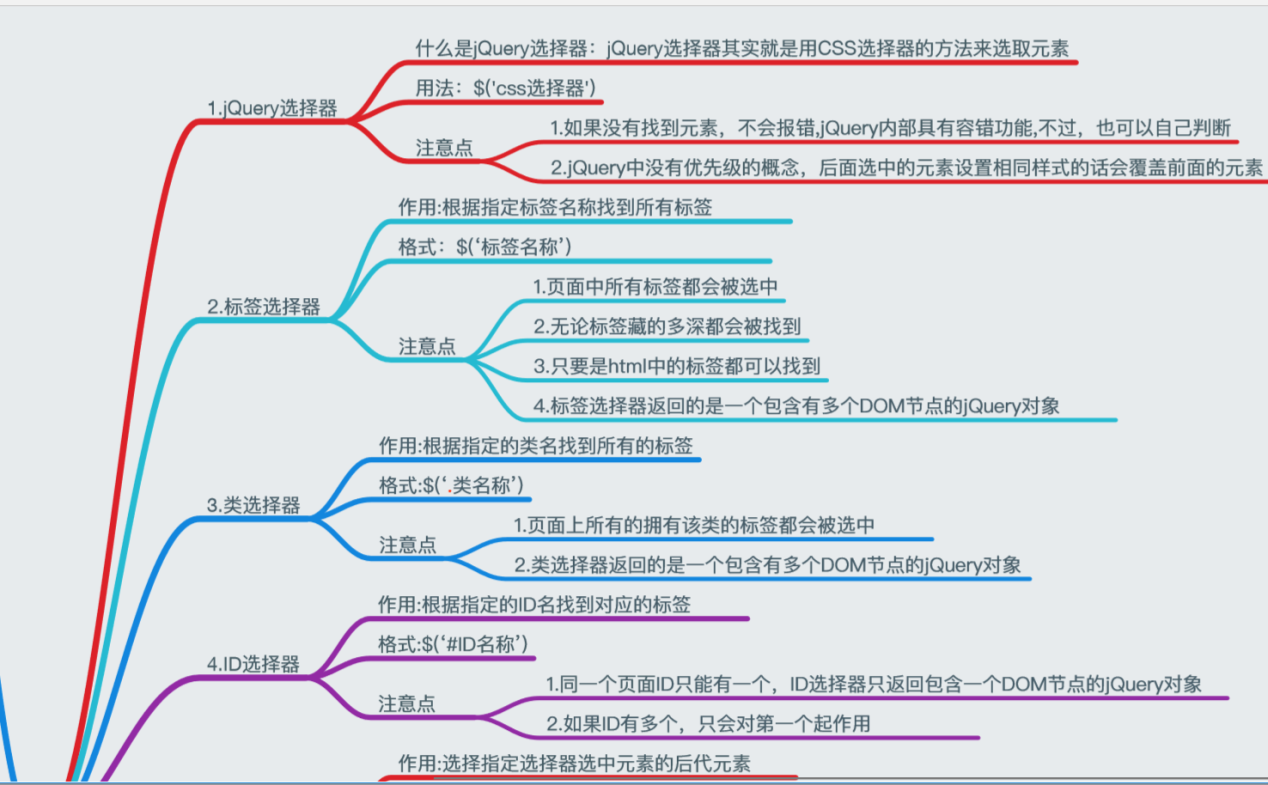 什么是jQuery选择器：jQuery选择器其实就是用CSS选择器的方法来选取元素
用法：$('css选择器')
1.jQuery选择器
1.如果没有找到元素，不会报错,jQuery内部具有容错功能,不过，也可以自己判断
注意点
2.jQuery中没有优先级的概念，后面选中的元素设置相同样式的话会覆盖前面的元素
作用:根据指定标签名称找到所有标签
格式：$(‘标签名称’)
1.页面中所有标签都会被选中
2.标签选择器
2.无论标签藏的多深都会被找到
注意点
3.只要是html中的标签都可以找到
4.标签选择器返回的是一个包含有多个DOM节点的jQuery对象
作用:根据指定的类名找到所有的标签
格式:$(‘.类名称’)
3.类选择器
1.页面上所有的拥有该类的标签都会被选中
注意点
2.类选择器返回的是一个包含有多个DOM节点的jQuery对象
作用:根据指定的ID名找到对应的标签
格式:$(‘#ID名称’)
4.ID选择器
1.同一个页面ID只能有一个，ID选择器只返回包含一个DOM节点的jQuery对象
注意点
2.如果ID有多个，只会对第一个起作用
作用:选择指定选择器选中元素的后代元素